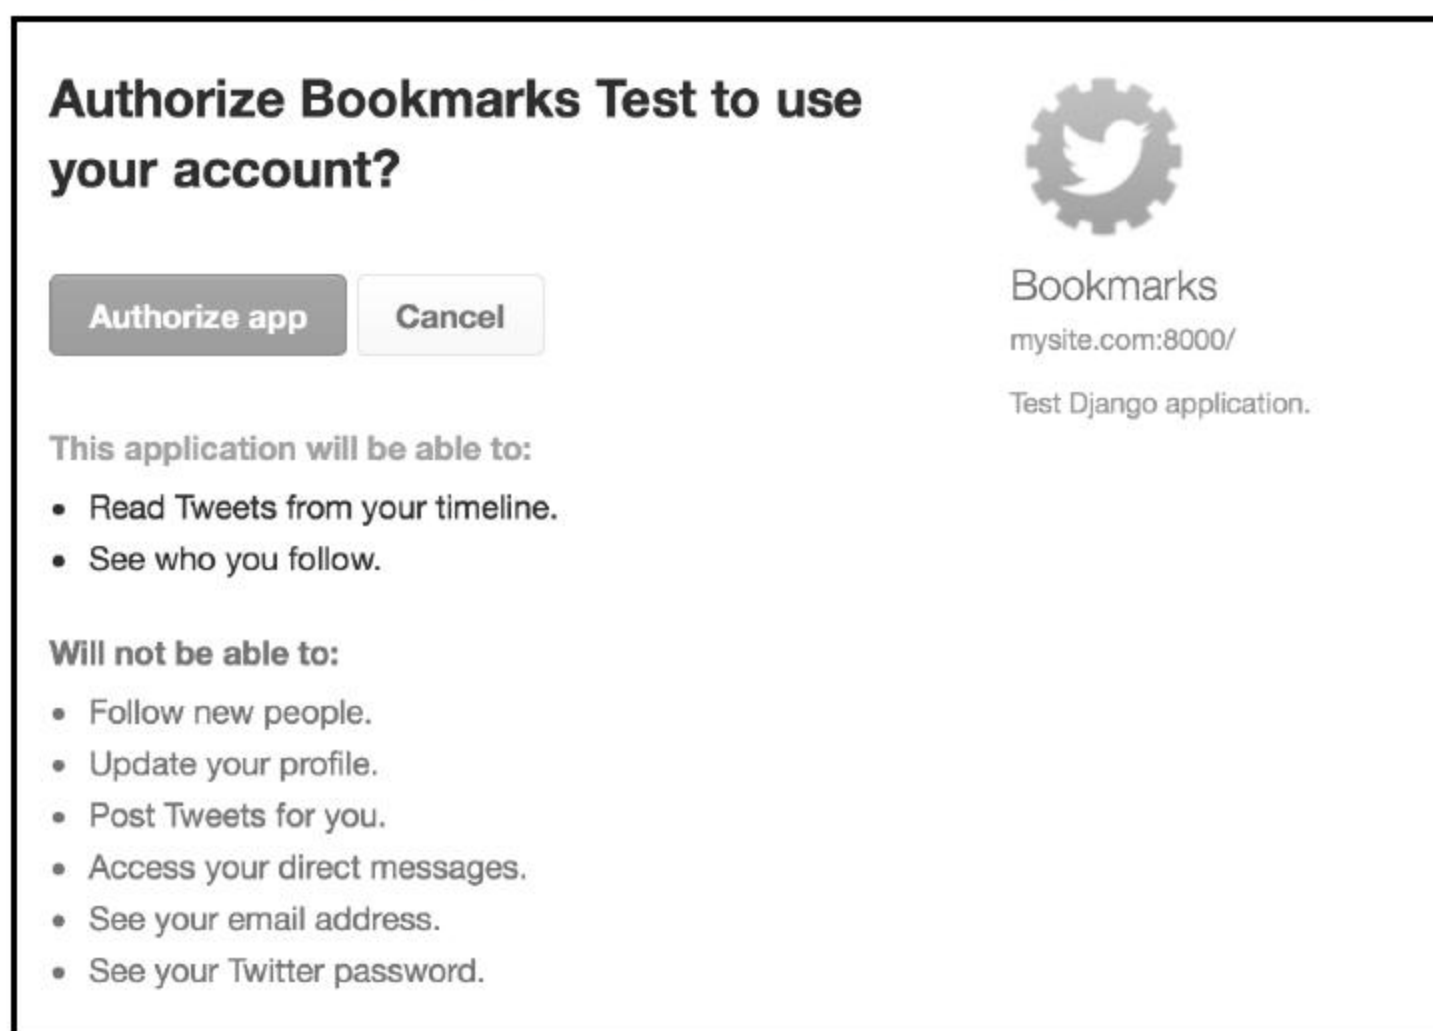 Authorize Bookmarks Test to use
your account?
Authorize app
Cancel
This application will be able to:
• Read Tweets from your timeline.
• See who you follow.
Will not be able to:
• Follow new people.
• Update your profile.
• Post Tweets for you.
• Access your direct messages.
• See your email address.
• See your Twitter password.
Bookmarks
mysite.com:8000/
Test Django application.